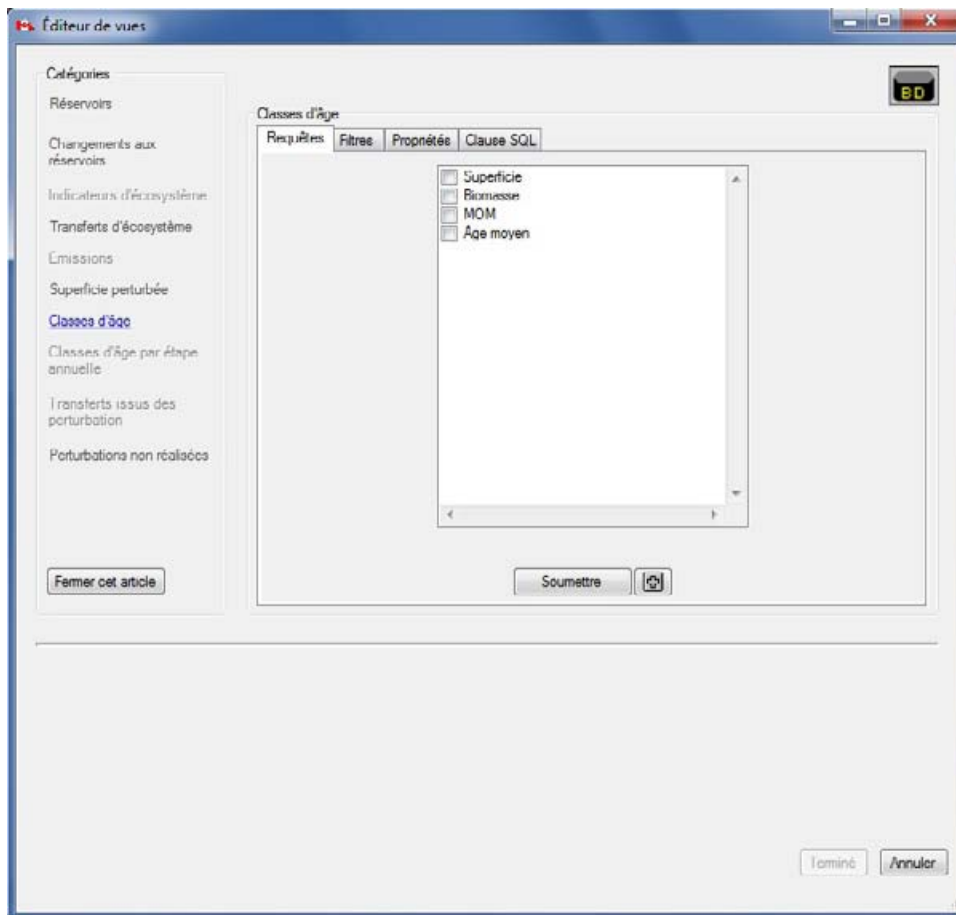 Éditeur de vues
Catégories
Réservoirs
Changements aux
réservoirs
Indicateurs d'écosystème
Transferts d'écosystème
Émissions
Superficie perturbée
Classes d'âge
Classes d'âge par étape
annuelle
Transferts issus des
perturbation
Perturbations non réalisées
Fermer cet article
BD
Classes d'âge
Requêtes Filtres Propriétés Clause SQL
Superficie
Biomasse
MOM
Âge moyen
Soumettre
Terminé Annuler